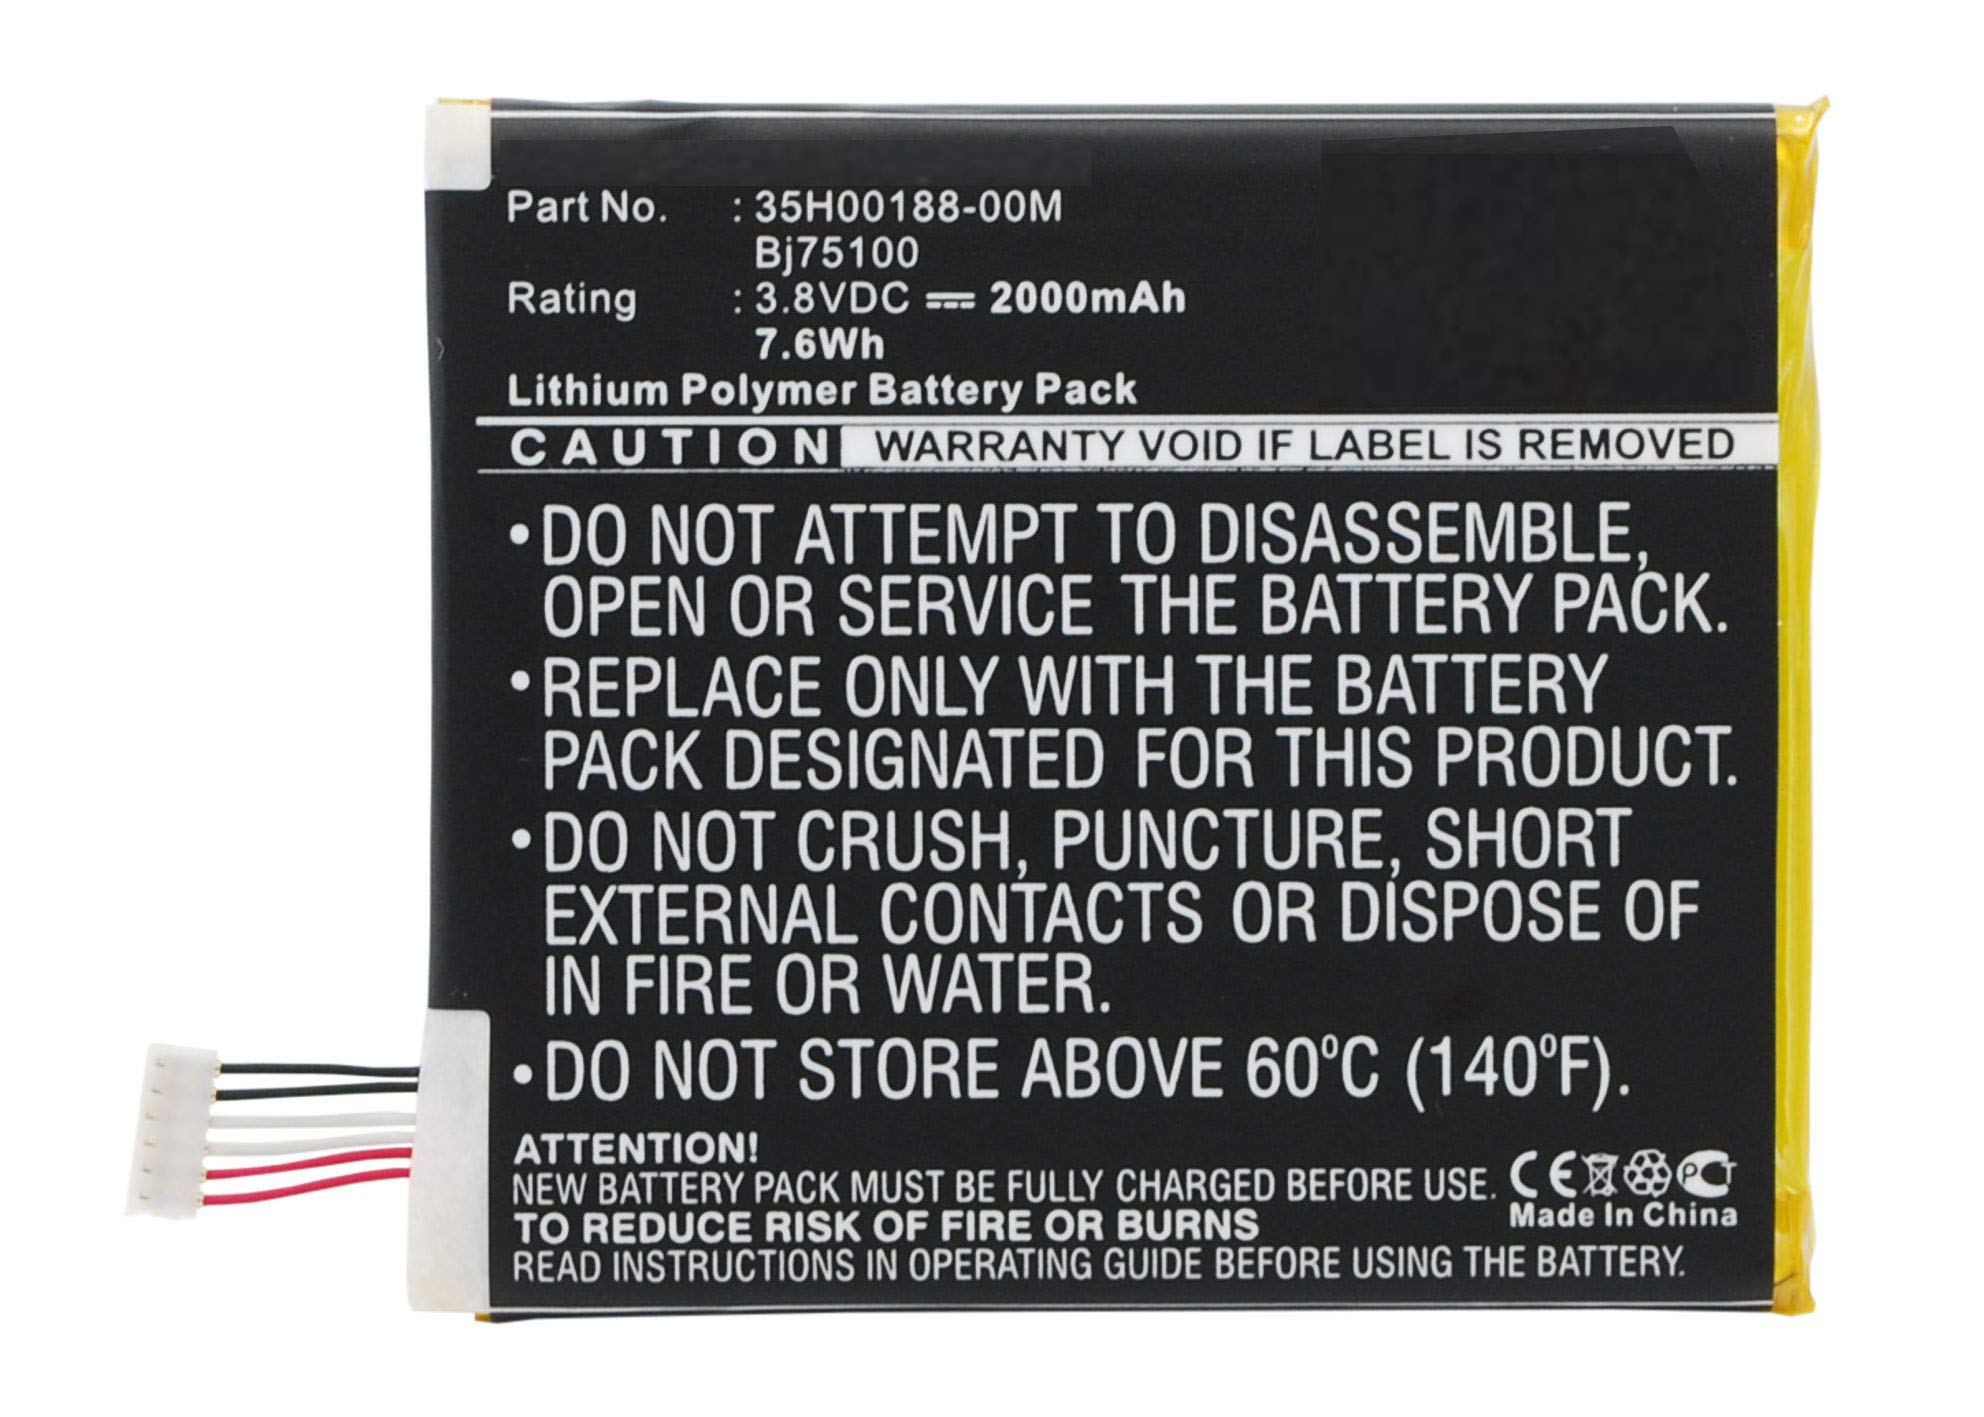 Part No. : 35H00188-00M
Bj75100
Rating : 3.8VDC ⎓ 2000mAh
7.6Wh
Lithium Polymer Battery Pack
CAUTION WARRANTY VOID IF LABEL IS REMOVED
•DO NOT ATTEMPT TO DISASSEMBLE,
OPEN OR SERVICE THE BATTERY PACK.
•REPLACE ONLY WITH THE BATTERY
PACK DESIGNATED FOR THIS PRODUCT.
•DO NOT CRUSH, PUNCTURE, SHORT
EXTERNAL CONTACTS OR DISPOSE OF
IN FIRE OR WATER.
•DO NOT STORE ABOVE 60ºC (140ºF).
ATTENTION!
NEW BATTERY PACK MUST BE FULLY CHARGED BEFORE USE.
TO REDUCE RISK OF FIRE OR BURNS
READ INSTRUCTIONS IN OPERATING GUIDE BEFORE USING THE BATTERY.
CE PCT
Made In China